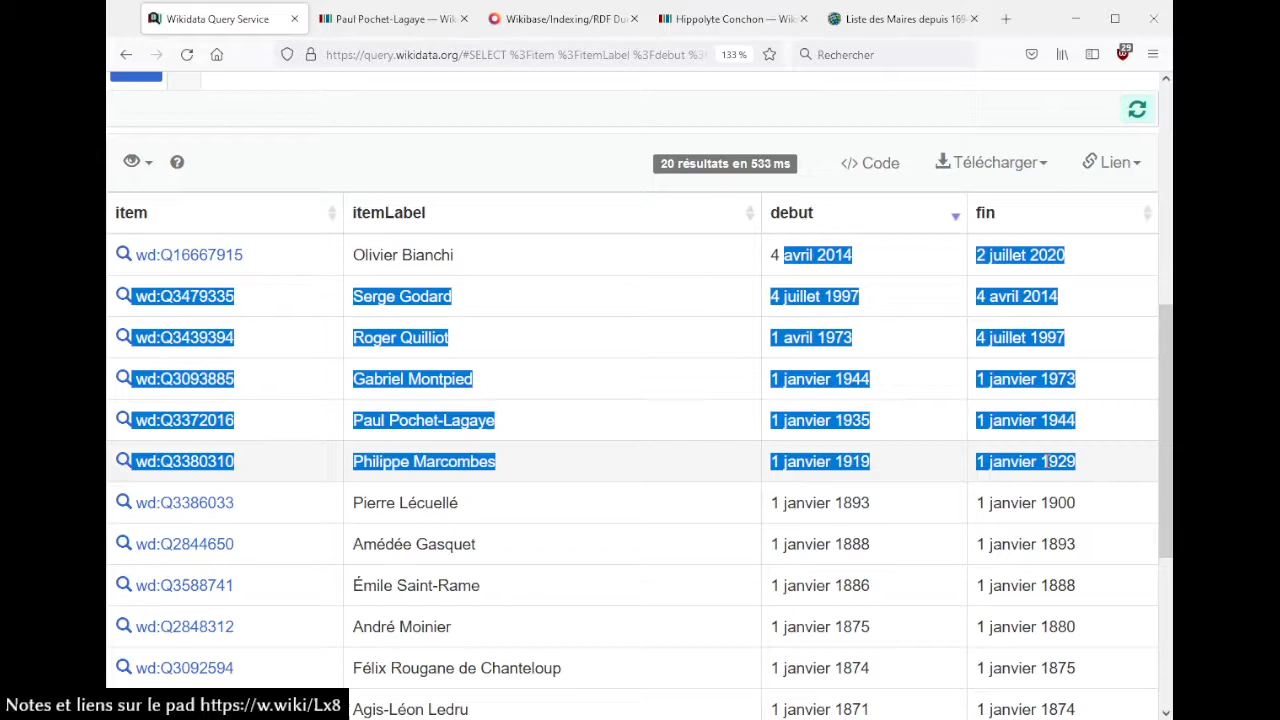 Wikidata Query Service
Paul Pochet-Lagaye — Wik
Wikibase/Indexing/RDF Du
Hippolyte Conchon — Wik
Liste des Maires depuis 169
https://query.wikidata.org/#SELECT %3Fitem %3FitemLabel %3Fdebut %3
133 %
Rechercher
29
20 résultats en 533 ms
</> Code
Télécharger
Lien
item itemLabel debut fin
wd:Q16667915 Olivier Bianchi 4 avril 2014 2 juillet 2020
wd:Q3479335 Serge Godard 4 juillet 1997 4 avril 2014
wd:Q3439394 Roger Quilliot 1 avril 1973 4 juillet 1997
wd:Q3093885 Gabriel Montpied 1 janvier 1944 1 janvier 1973
wd:Q3372016 Paul Pochet-Lagaye 1 janvier 1935 1 janvier 1944
wd:Q3380310 Philippe Marcombes 1 janvier 1919 1 janvier 1929
wd:Q3386033 Pierre Lécuellé 1 janvier 1893 1 janvier 1900
wd:Q2844650 Amédée Gasquet 1 janvier 1888 1 janvier 1893
wd:Q3588741 Émile Saint-Rame 1 janvier 1886 1 janvier 1888
wd:Q2848312 André Moinier 1 janvier 1875 1 janvier 1880
wd:Q3092594 Félix Rougane de Chanteloup 1 janvier 1874 1 janvier 1875
Agis-Léon Ledru 1 janvier 1871 1 janvier 1874
Notes et liens sur le pad https://w.wiki/Lx8